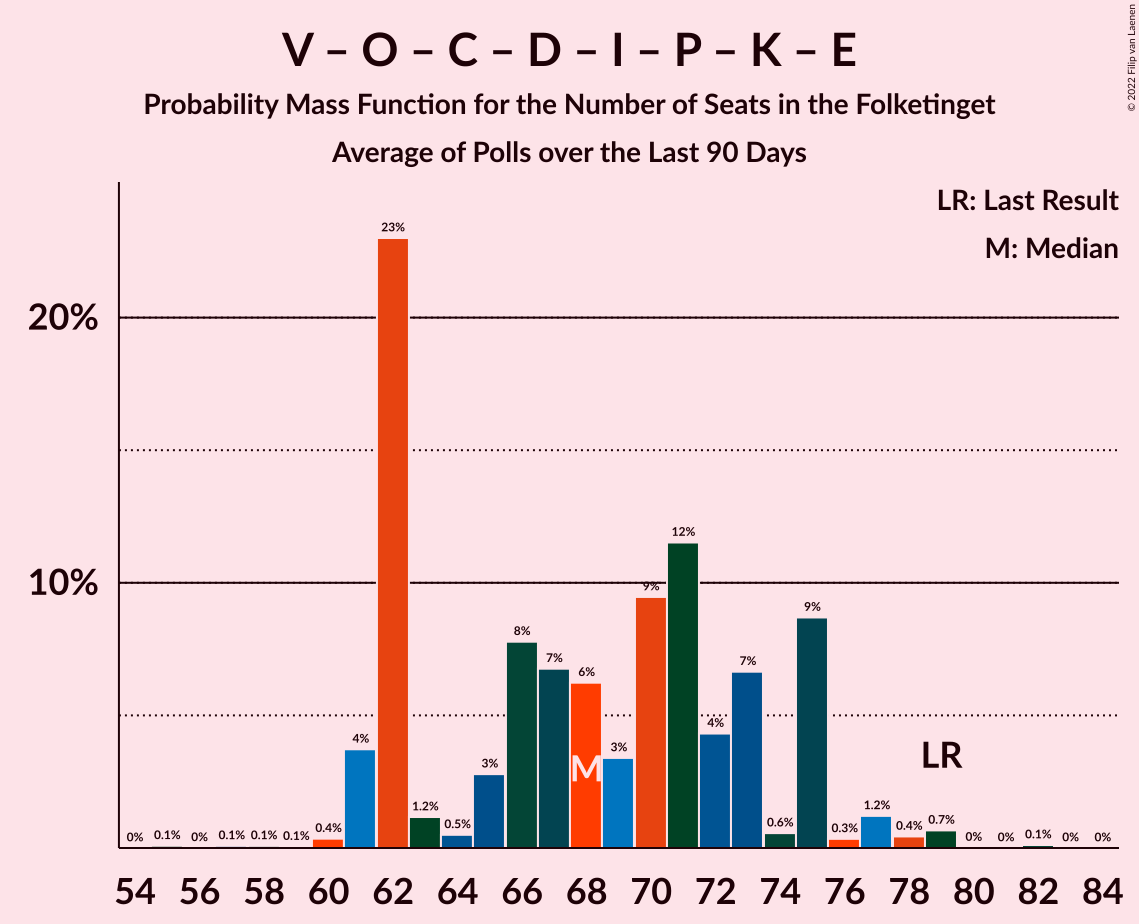 V – O – C – D – I – P – K – E
Probability Mass Function for the Number of Seats in the Folketinget
Average of Polls over the Last 90 Days
© 2022 Filip van Laenen
LR: Last Result
M: Median
20%
10%
0% 0.1% 0% 0.1% 0.1% 0.1% 0.4% 4% 23% 1.2% 0.5% 3% 8% 7% 6% 3% 9% 12% 4% 7% 0.6% 9% 0.3% 1.2% 0.4% 0.7% 0% 0% 0.1% 0% 0%
M
LR
54 56 58 60 62 64 66 68 70 72 74 76 78 80 82 84